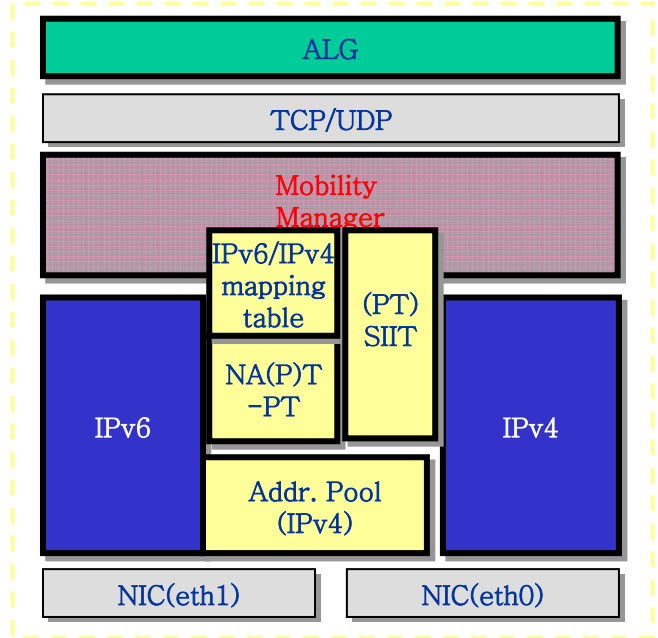 ALG
TCP/UDP
Mobility
Manager
IPv6/IPv4
mapping
table
(PT)
SIIT
NA(P)T
-PT
IPv6
IPv4
Addr. Pool
(IPv4)
NIC(eth1)
NIC(eth0)